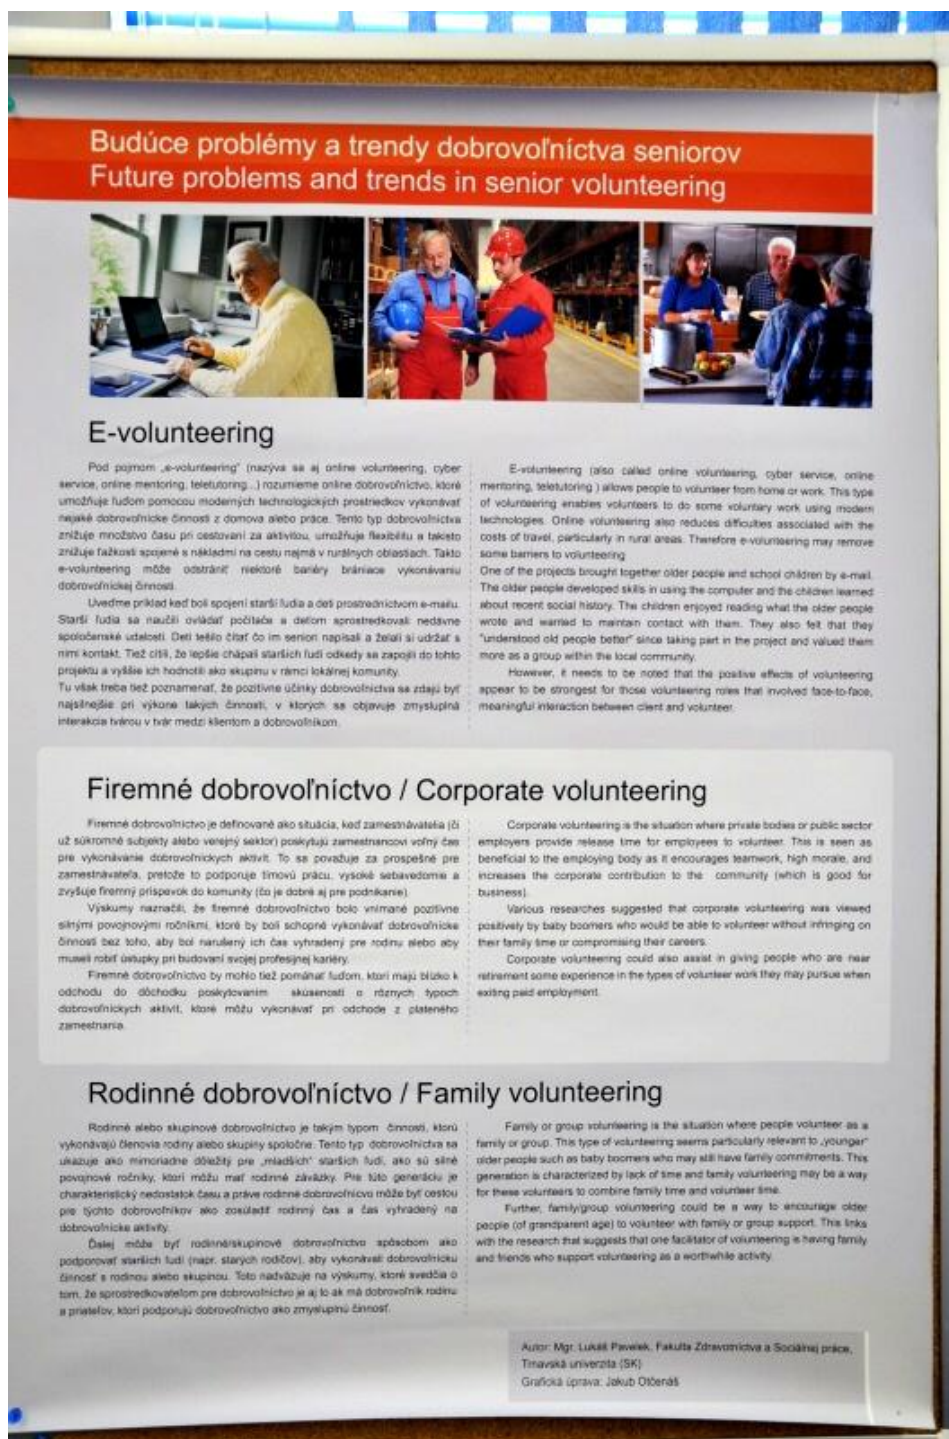 Budúce problémy a trendy dobrovoľníctva seniorov
Future problems and trends in senior volunteering
E-volunteering
Pod pojmom „e-volunteering" (nazýva sa aj online volunteering, cyber
service, online mentoring, teletutoring...) rozumieme online dobrovoľníctvo, ktoré
umožňuje ľuďom pomocou moderných technologických prostriedkov vykonávať
nejaké dobrovoľnícke činnosti z domova alebo práce. Tento typ dobrovoľníctva
znižuje množstvo času pri cestovaní za aktivitou, umožňuje flexibilitu a takisto
znižuje ťažkosti spojené s nákladmi na cestu najmä v rurálnych oblastiach. Takto
e-volunteering môže odstrániť niektoré bariéry brániace vykonávaniu
dobrovoľníckej činnosti.
Uveďme príklad keď boli spojení starší ľudia a deti prostredníctvom e-mailu.
Starší ľudia sa naučili ovládať počítače a deťom sprostredkovali nedávne
spoločenské udalosti. Deti tešilo čítať čo im seniori napísali a želali si udržať s
nimi kontakt. Tiež cítili, že lepšie chápali starších ľudí odkedy sa zapojili do tohto
projektu a vyššie ich hodnotili ako skupinu v rámci lokálnej komunity.
Tu však treba tiež poznamenať, že pozitívne účinky dobrovoľníctva sa zdajú byť
najsilnejšie pri výkone takých činností, v ktorých sa objavuje zmysluplná
interakcia tvárou v tvár medzi klientom a dobrovoľníkom.
E-volunteering (also called online volunteering, cyber service, online
mentoring, teletutoring ) allows people to volunteer from home or work. This type
of volunteering enables volunteers to do some voluntary work using modern
technologies. Online volunteering also reduces difficulties associated with the
costs of travel, particularly in rural areas. Therefore e-volunteering may remove
some barriers to volunteering
One of the projects brought together older people and school children by e-mail.
The older people developed skills in using the computer and the children learned
about recent social history. The children enjoyed reading what the older people
wrote and wanted to maintain contact with them. They also felt that they
"understood old people better" since taking part in the project and valued them
more as a group within the local community.
However, it needs to be noted that the positive effects of volunteering
appear to be strongest for those volunteering roles that involved face-to-face,
meaningful interaction between client and volunteer.
Firemné dobrovoľníctvo / Corporate volunteering
Firemné dobrovoľníctvo je definované ako situácia, keď zamestnávatelia (či
už súkromné subjekty alebo verejný sektor) poskytujú zamestnancovi voľný čas
pre vykonávanie dobrovoľníckych aktivít. To sa považuje za prospešné pre
zamestnávateľa, pretože to podporuje tímovú prácu, vysoké sebavedomie a
zvyšuje firemný príspevok do komunity (čo je dobré aj pre podnikanie).
Výskumy naznačili, že firemné dobrovoľníctvo bolo vnímané pozitívne
silnými povojnovými ročníkmi, ktoré by boli schopné vykonávať dobrovoľnícke
činnosti bez toho, aby bol narušený ich čas vyhradený pre rodinu alebo aby
museli robiť ústupky pri budovaní svojej profesijnej kariéry.
Firemné dobrovoľníctvo by mohlo tiež pomáhať ľuďom, ktorí majú blízko k
odchodu do dôchodku poskytovaním skúseností o rôznych typoch
dobrovoľníckych aktivít, ktoré môžu vykonávať pri odchode z plateného
zamestnania.
Corporate volunteering is the situation where private bodies or public sector
employers provide release time for employees to volunteer. This is seen as
beneficial to the employing body as it encourages teamwork, high morale, and
increases the corporate contribution to the community (which is good for
business).
Various researches suggested that corporate volunteering was viewed
positively by baby boomers who would be able to volunteer without infringing on
their family time or compromising their careers.
Corporate volunteering could also assist in giving people who are near
retirement some experience in the types of volunteer work they may pursue when
exiting paid employment.
Rodinné dobrovoľníctvo / Family volunteering
Rodinné alebo skupinové dobrovoľníctvo je takým typom činností, ktorú
vykonávajú členovia rodiny alebo skupiny spoločne. Tento typ dobrovoľníctva sa
ukazuje ako mimoriadne dôležitý pre „mladších" starších ľudí, ako sú silné
povojnové ročníky, ktorí môžu mať rodinné záväzky. Pre túto generáciu je
charakteristický nedostatok času a práve rodinné dobrovoľnícvo môže byť cestou
pre týchto dobrovoľníkov ako zosúladiť rodinný čas a čas vyhradený na
dobrovoľnícke aktivity.
Ďalej môže byť rodinné/skupinové dobrovoľníctvo spôsobom ako
podporovať starších ľudí (napr. starých rodičov), aby vykonávali dobrovoľnícku
činnosť s rodinou alebo skupinou. Toto nadväzuje na výskumy, ktoré svedčia o
tom, že sprostredkovateľom pre dobrovoľníctvo je aj to ak má dobrovoľník rodinu
a priateľov, ktorí podporujú dobrovoľníctvo ako zmysluplnú činnosť.
Family or group volunteering is the situation where people volunteer as a
family or group. This type of volunteering seems particularly relevant to „younger"
older people such as baby boomers who may still have family commitments. This
generation is characterized by lack of time and family volunteering may be a way
for these volunteers to combine family time and volunteer time.
Further, family/group volunteering could be a way to encourage older
people (of grandparent age) to volunteer with family or group support. This links
with the research that suggests that one facilitator of volunteering is having family
and friends who support volunteering as a worthwhile activity.
Autor: Mgr. Lukáš Pavelek, Fakulta Zdravotníctva a Sociálnej práce,
Trnavská univerzita (SK)
Grafická úprava: Jakub Otčenáš